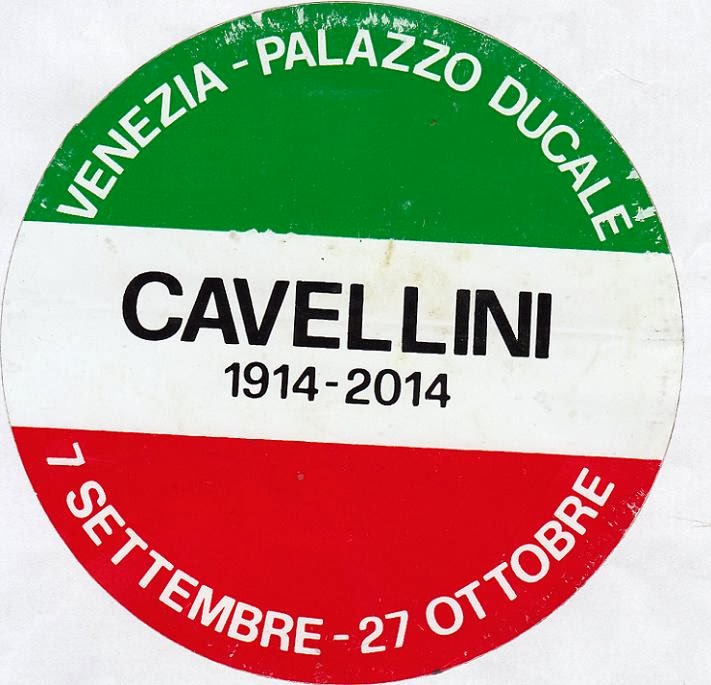 VENEZIA - PALAZZO DUCALE
CAVELLINI
1914-2014
7 SETTEMBRE - 27 OTTOBRE